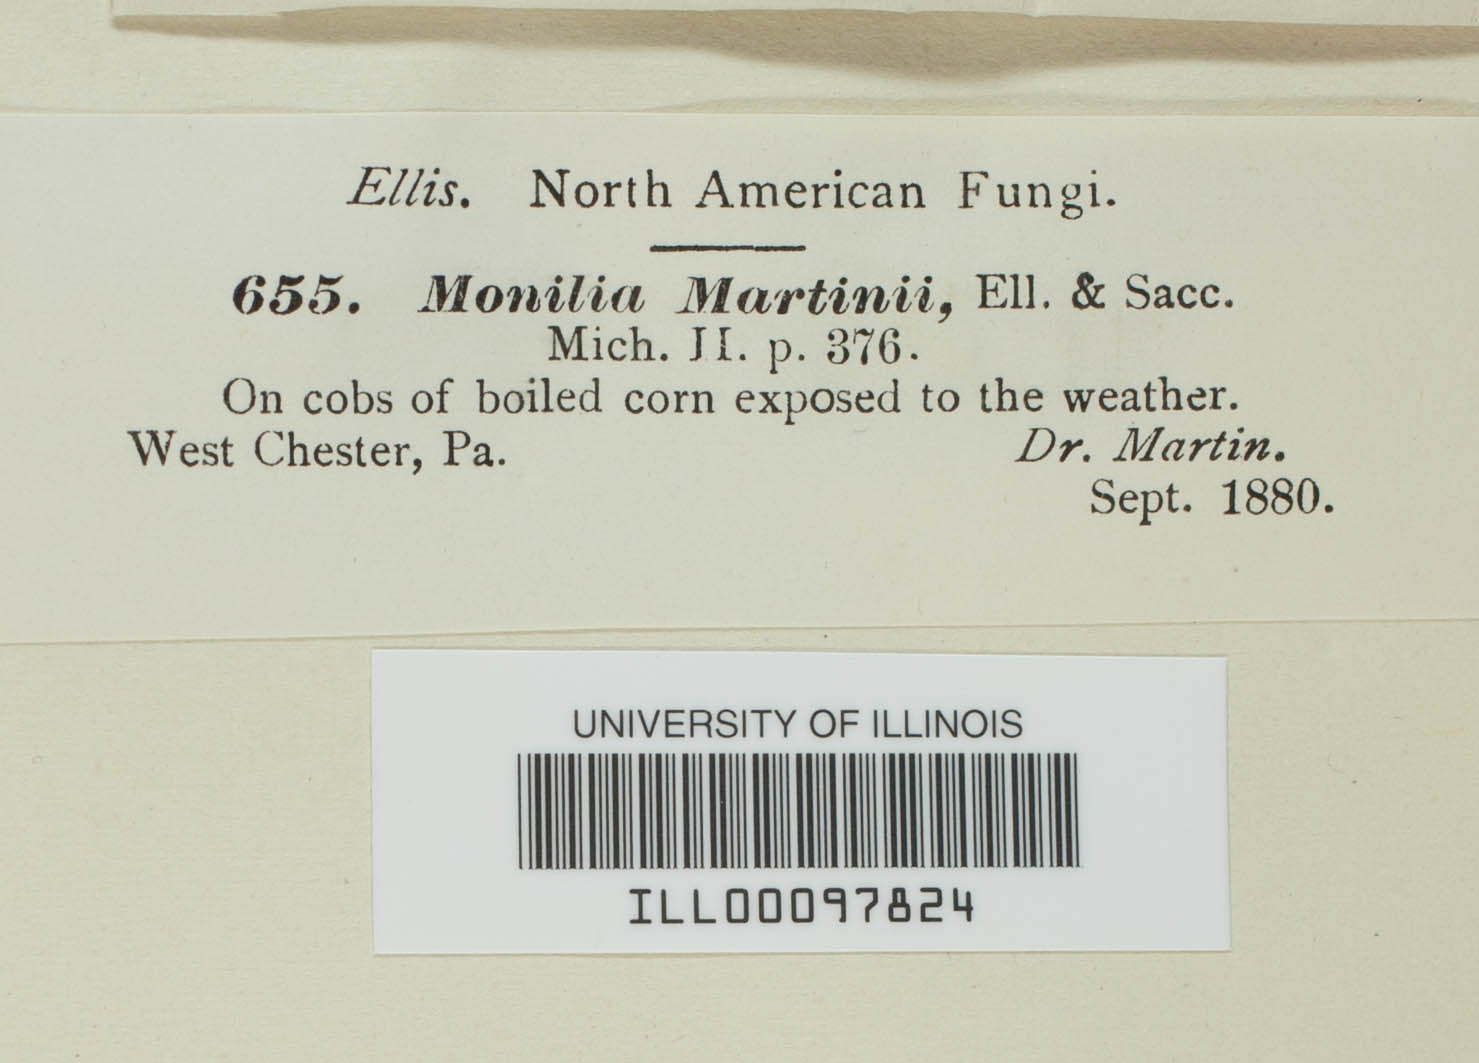 Ellis. North American Fungi.
655. Monilia Martinii, Ell. & Sacc.
Mich. II. p. 376.
On cobs of boiled corn exposed to the weather.
West Chester, Pa. Dr. Martin.
Sept. 1880.
UNIVERSITY OF ILLINOIS
ILL00097824